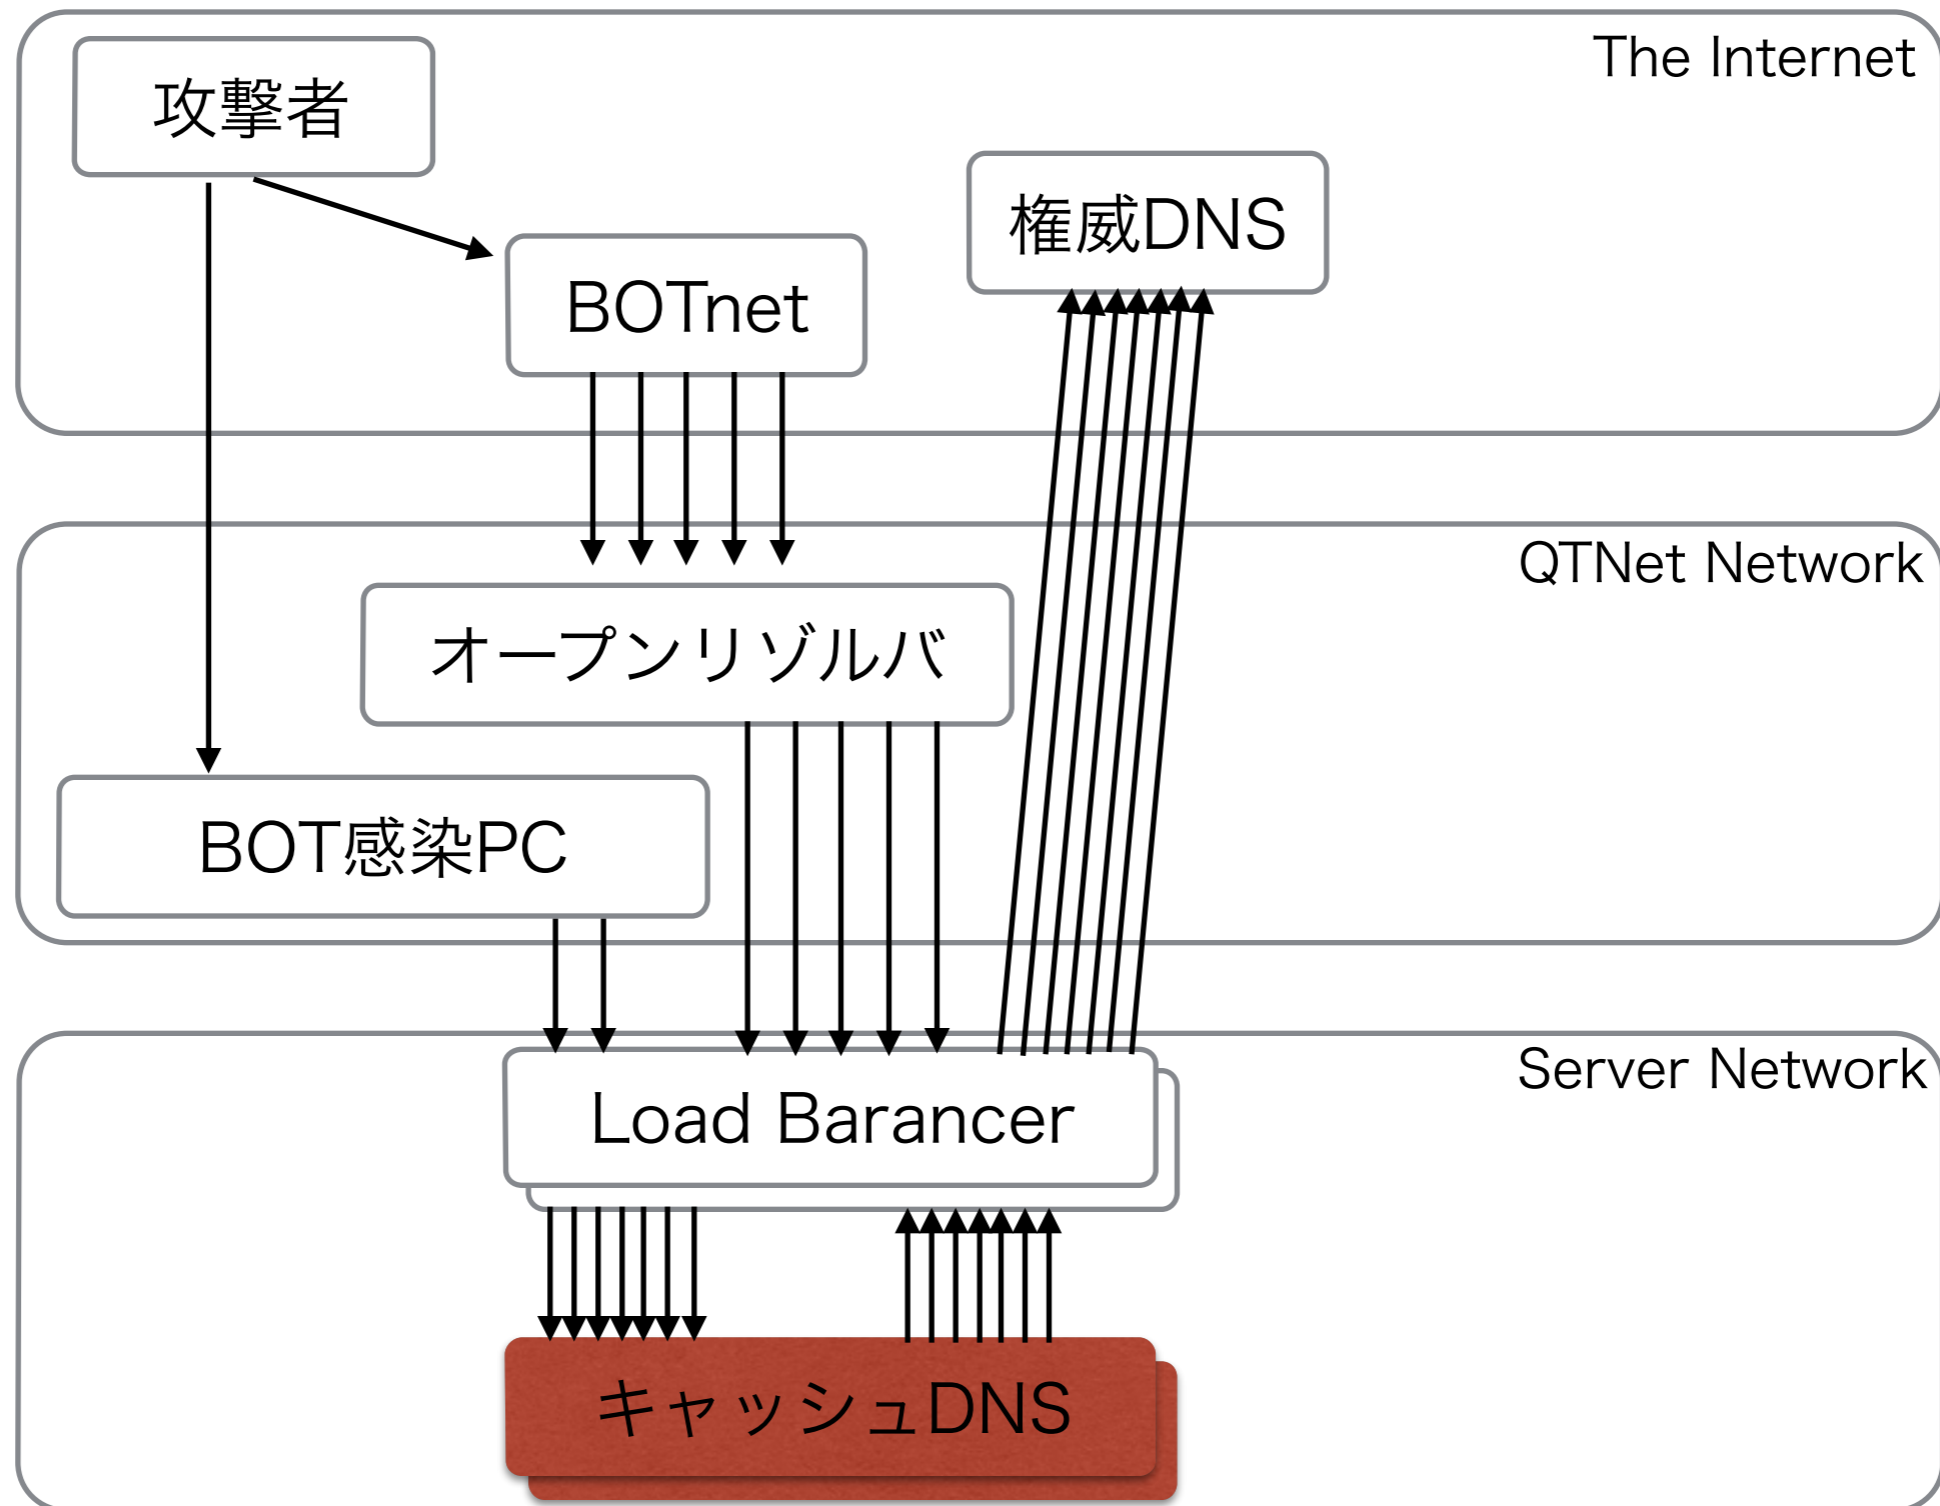 The Internet
攻撃者
権威DNS
BOTnet
QTNet Network
オープンリゾルバ
BOT感染PC
Server Network
Load Barancer
キャッシュDNS